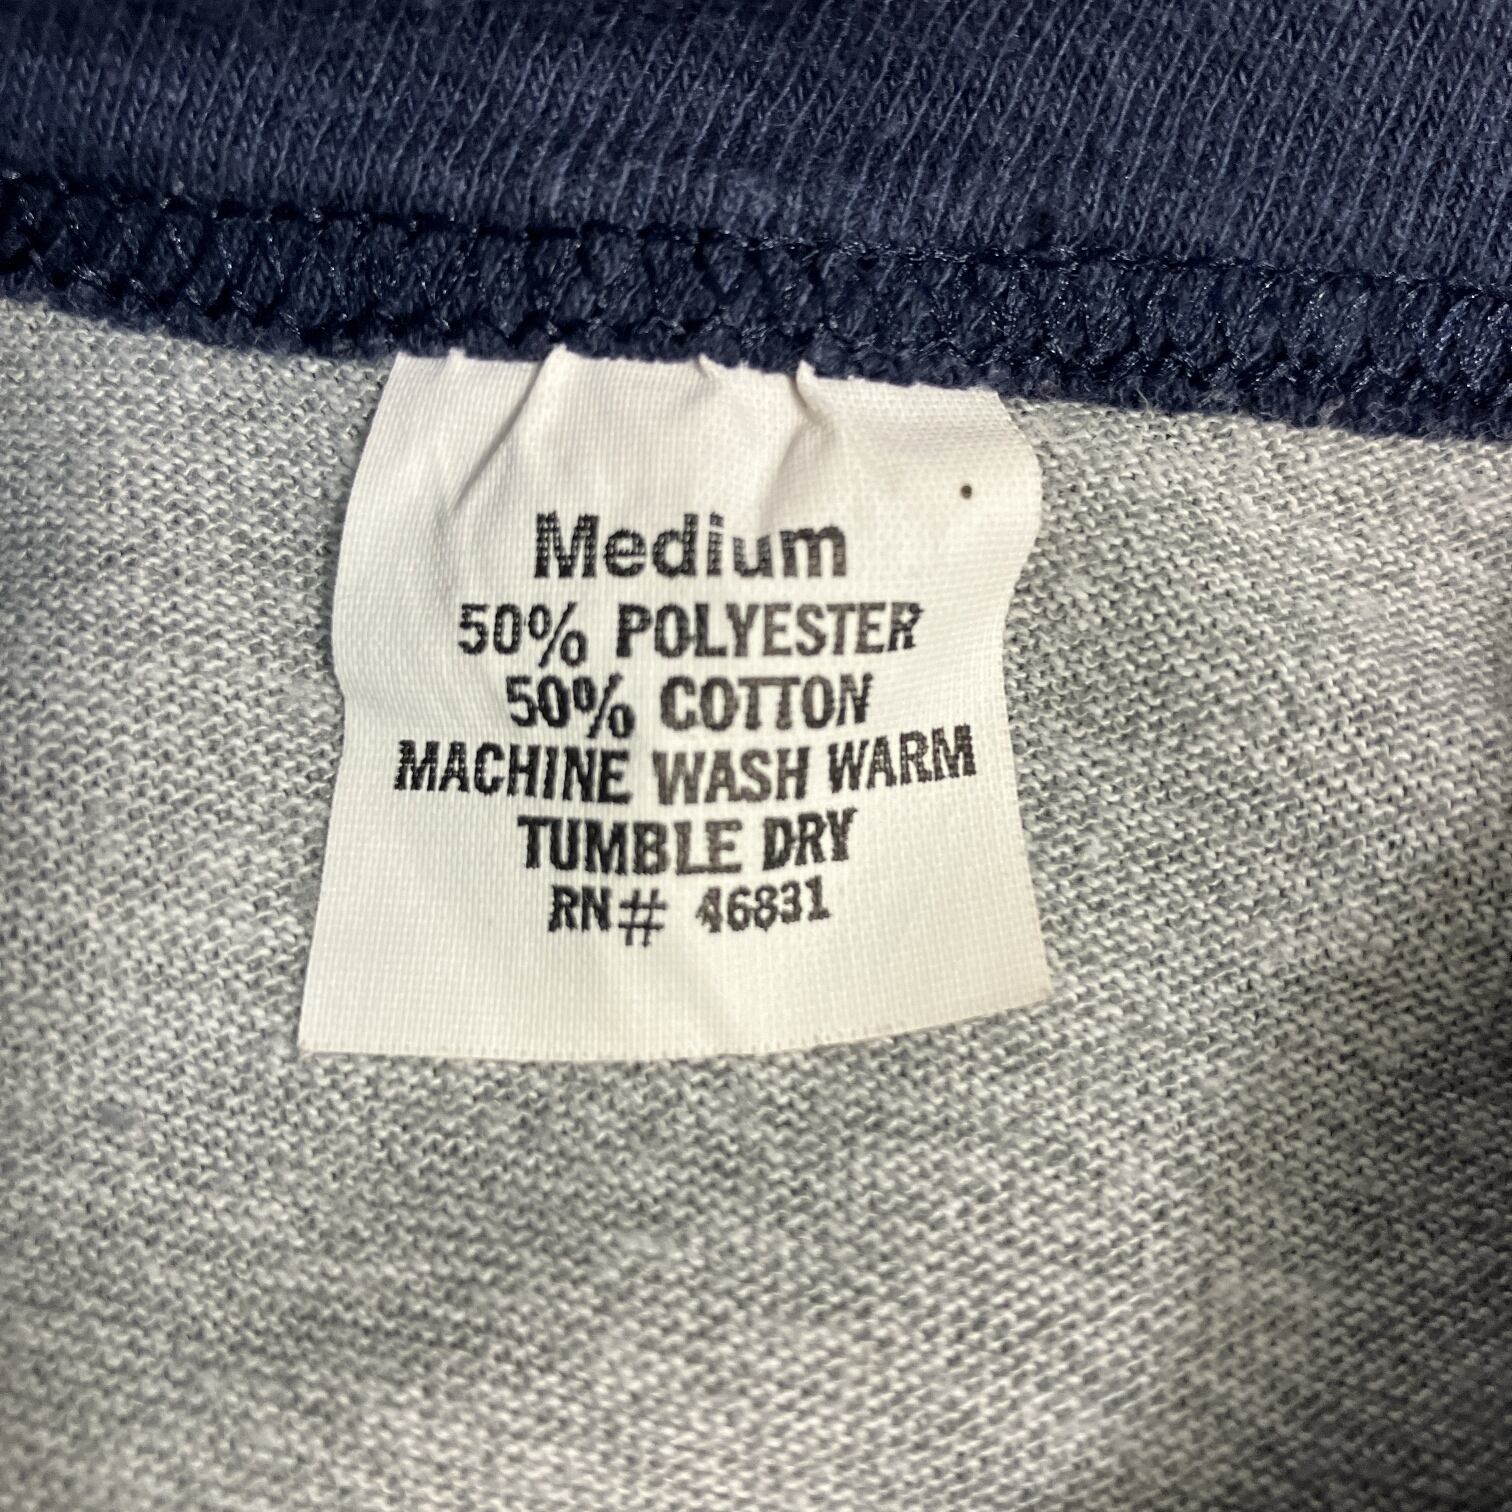 Medium
50% POLYESTER
50% COTTON
MACHINE WASH WARM
TUMBLE DRY
RN# 46831